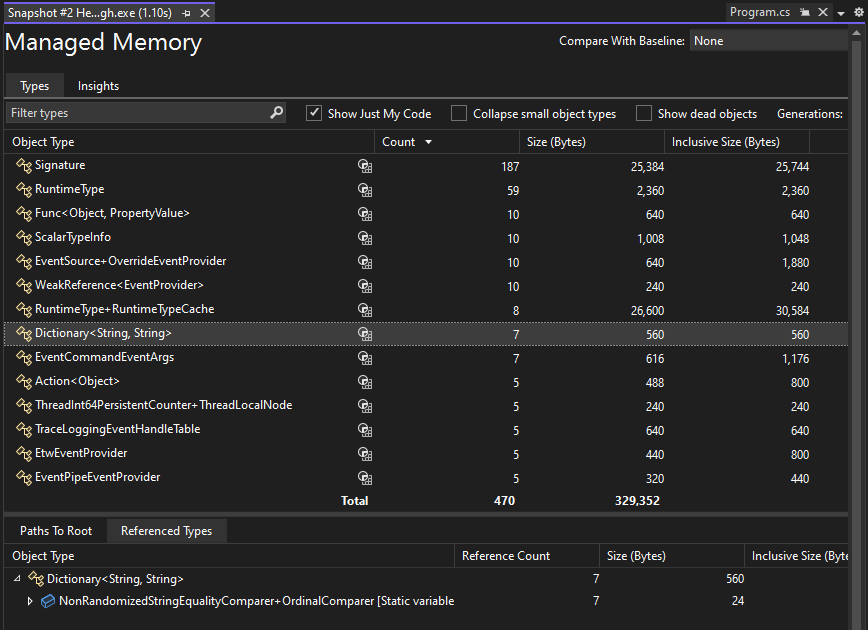 Snapshot #2 He...gh.exe (1.10s) Program.cs
Managed Memory Compare With Baseline: None
Types Insights
Filter types Show Just My Code Collapse small object types Show dead objects Generations:
Object Type Count Size (Bytes) Inclusive Size (Bytes)
Signature 187 25,384 25,744
RuntimeType 59 2,360 2,360
Func<Object, PropertyValue> 10 640 640
ScalarTypeInfo 10 1,008 1,048
EventSource+OverrideEventProvider 10 640 1,880
WeakReference<EventProvider> 10 240 240
RuntimeType+RuntimeTypeCache 8 26,600 30,584
Dictionary<String, String> 7 560 560
EventCommandEventArgs 7 616 1,176
Action<Object> 5 488 800
ThreadInt64PersistentCounter+ThreadLocalNode 5 240 240
TraceLoggingEventHandleTable 5 640 640
EtwEventProvider 5 440 800
EventPipeEventProvider 5 320 440
Total 470 329,352
Paths To Root Referenced Types
Object Type Reference Count Size (Bytes) Inclusive Size (Byte
Dictionary<String, String> 7 560
NonRandomizedStringEqualityComparer+OrdinalComparer [Static variable 7 24